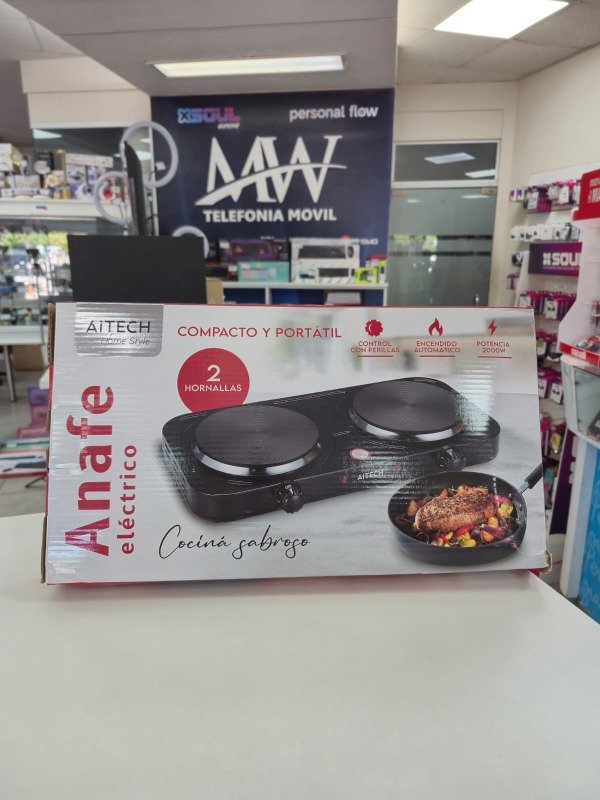 XSOUL
personal flow
MW
TELEFONIA MOVIL
XSOUL
AiTECH
Home Style
COMPACTO Y PORTÁTIL
CONTROL
CON PERILLAS
ENCENDIDO
AUTOMÁTICO
POTENCIA
2000W
2
HORNALLAS
Anafe
eléctrico
AiTECH
Cociná sabroso